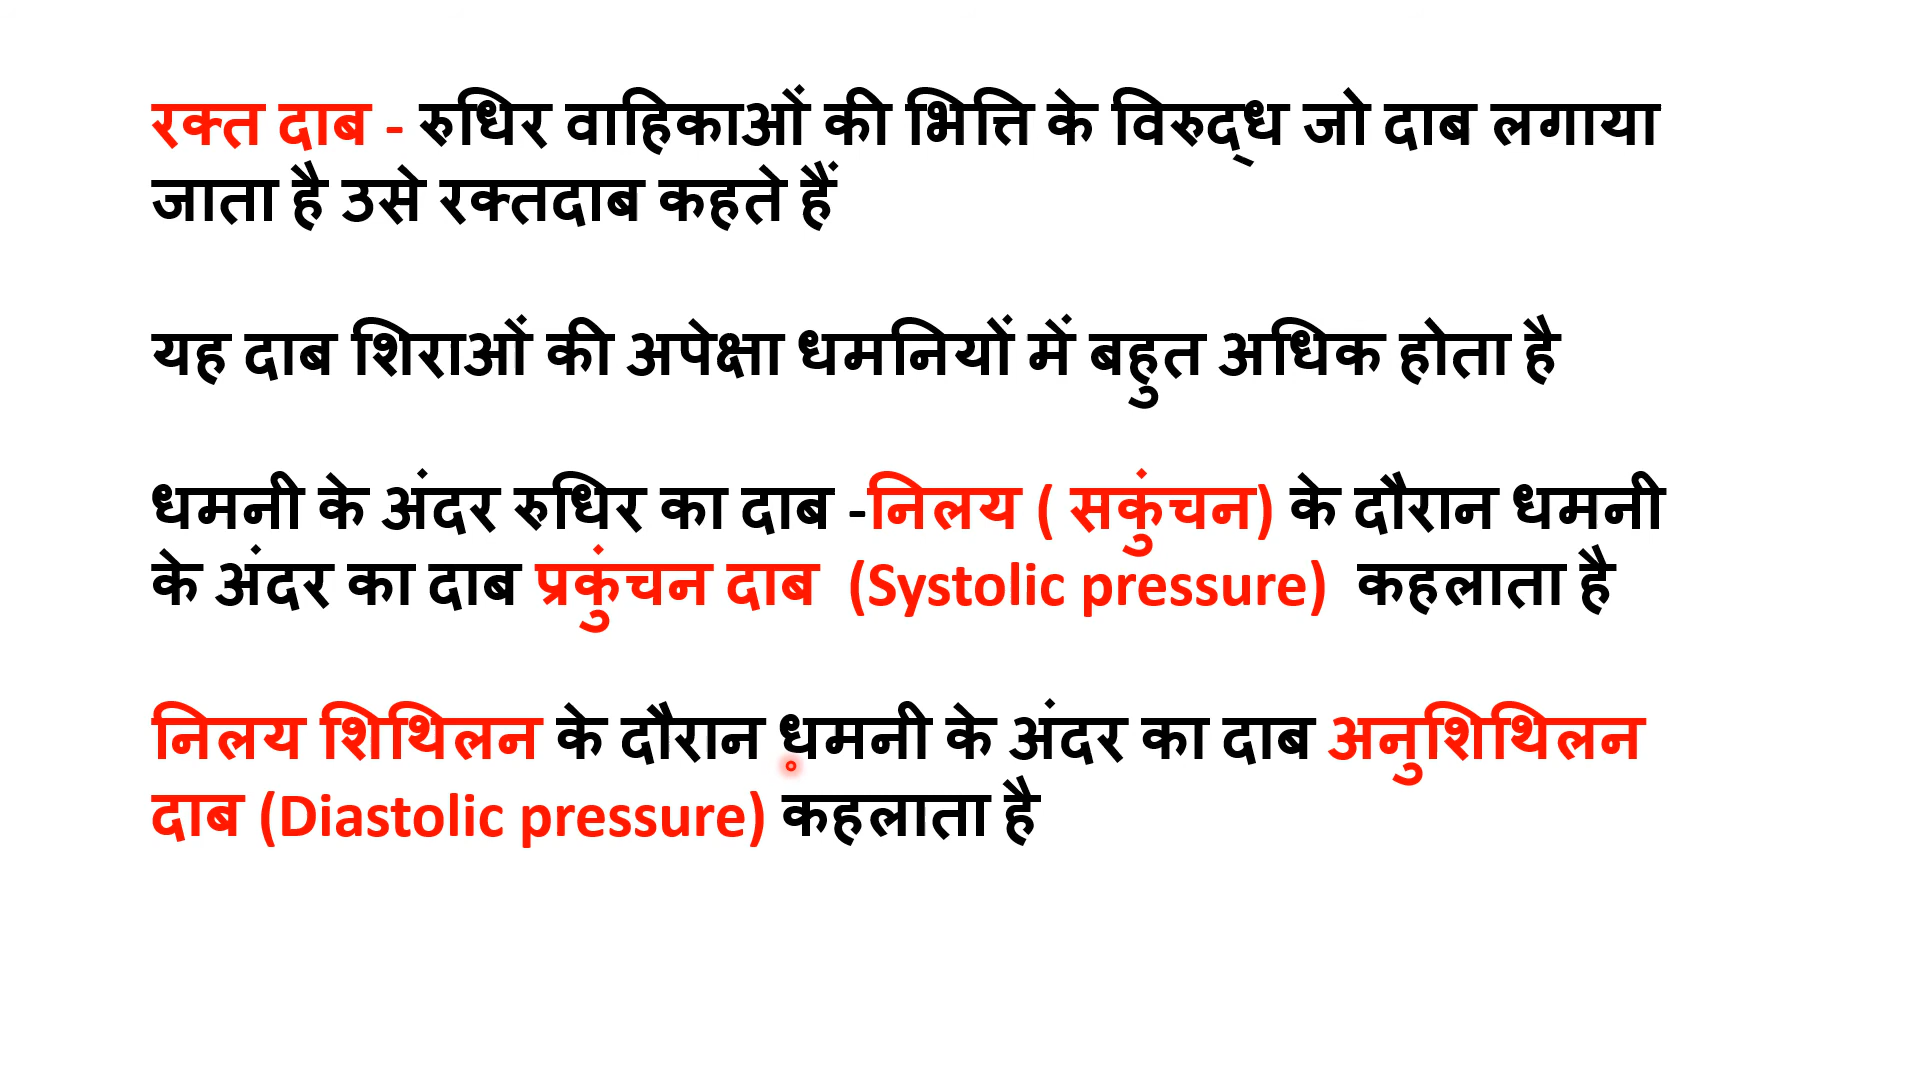 रक्त दाब - रुधिर वाहिकाओं की भित्ति के विरुद्ध जो दाब लगाया
जाता है उसे रक्तदाब कहते हैं
यह दाब शिराओं की अपेक्षा धमनियों में बहुत अधिक होता है
धमनी के अंदर रुधिर का दाब -निलय ( सकुंचन) के दौरान धमनी
के अंदर का दाब प्रकुंचन दाब (Systolic pressure) कहलाता है
निलय शिथिलन के दौरान धमनी के अंदर का दाब अनुशिथिलन
दाब (Diastolic pressure) कहलाता है